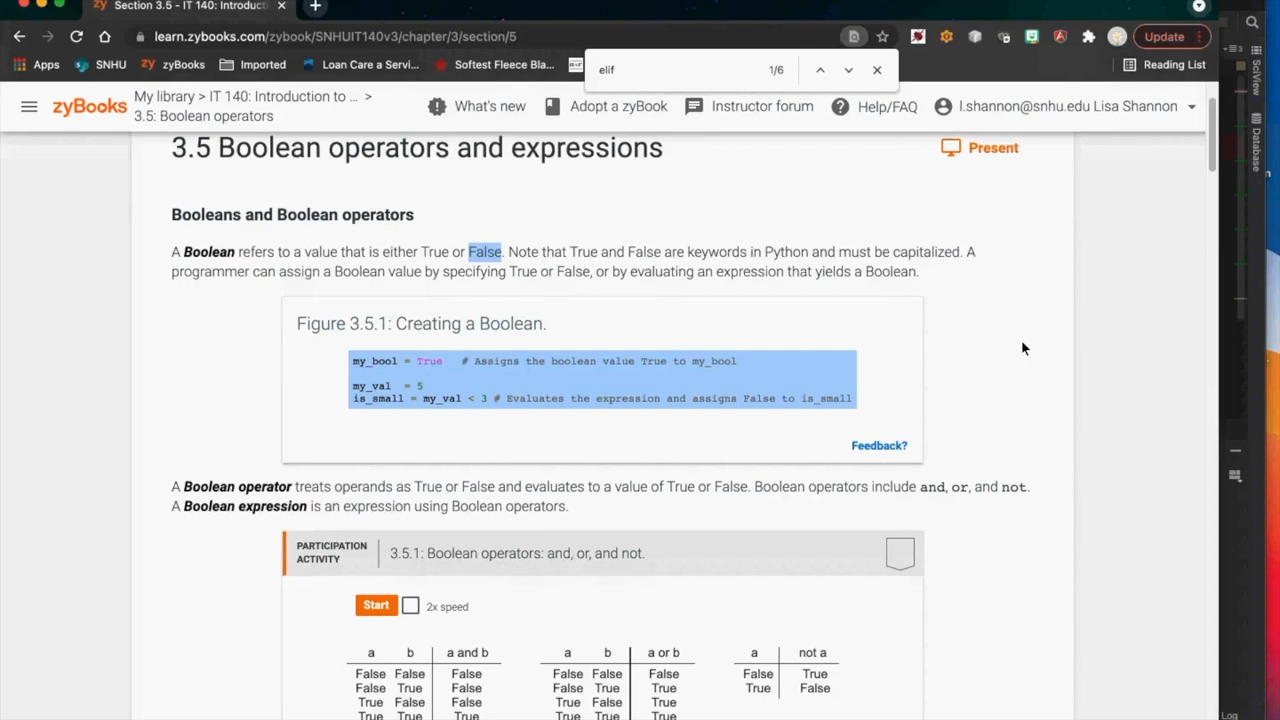 Section 3.5 - IT 140: Introducti
learn.zybooks.com/zybook/SNHUIT140v3/chapter/3/section/5
Update
Apps SNHU zyBooks Imported Loan Care a Servi... Softest Fleece Bla... Reading List
elif 1/6
zyBooks
My library > IT 140: Introduction to ... >
3.5: Boolean operators
What's new Adopt a zyBook Instructor forum Help/FAQ l.shannon@snhu.edu Lisa Shannon
3.5 Boolean operators and expressions
Present
Booleans and Boolean operators
A Boolean refers to a value that is either True or False. Note that True and False are keywords in Python and must be capitalized. A
programmer can assign a Boolean value by specifying True or False, or by evaluating an expression that yields a Boolean.
Figure 3.5.1: Creating a Boolean.
my_bool = True # Assigns the boolean value True to my_bool
my_val = 5
is_small = my_val < 3 # Evaluates the expression and assigns False to is_small
Feedback?
A Boolean operator treats operands as True or False and evaluates to a value of True or False. Boolean operators include and, or, and not.
A Boolean expression is an expression using Boolean operators.
PARTICIPATION
ACTIVITY
3.5.1: Boolean operators: and, or, and not.
Start 2x speed
a b a and b a b a or b a not a
False False False False False False False True
False True False False True True True False
True False False True False True
True True True True True True
SciView
Database
Log